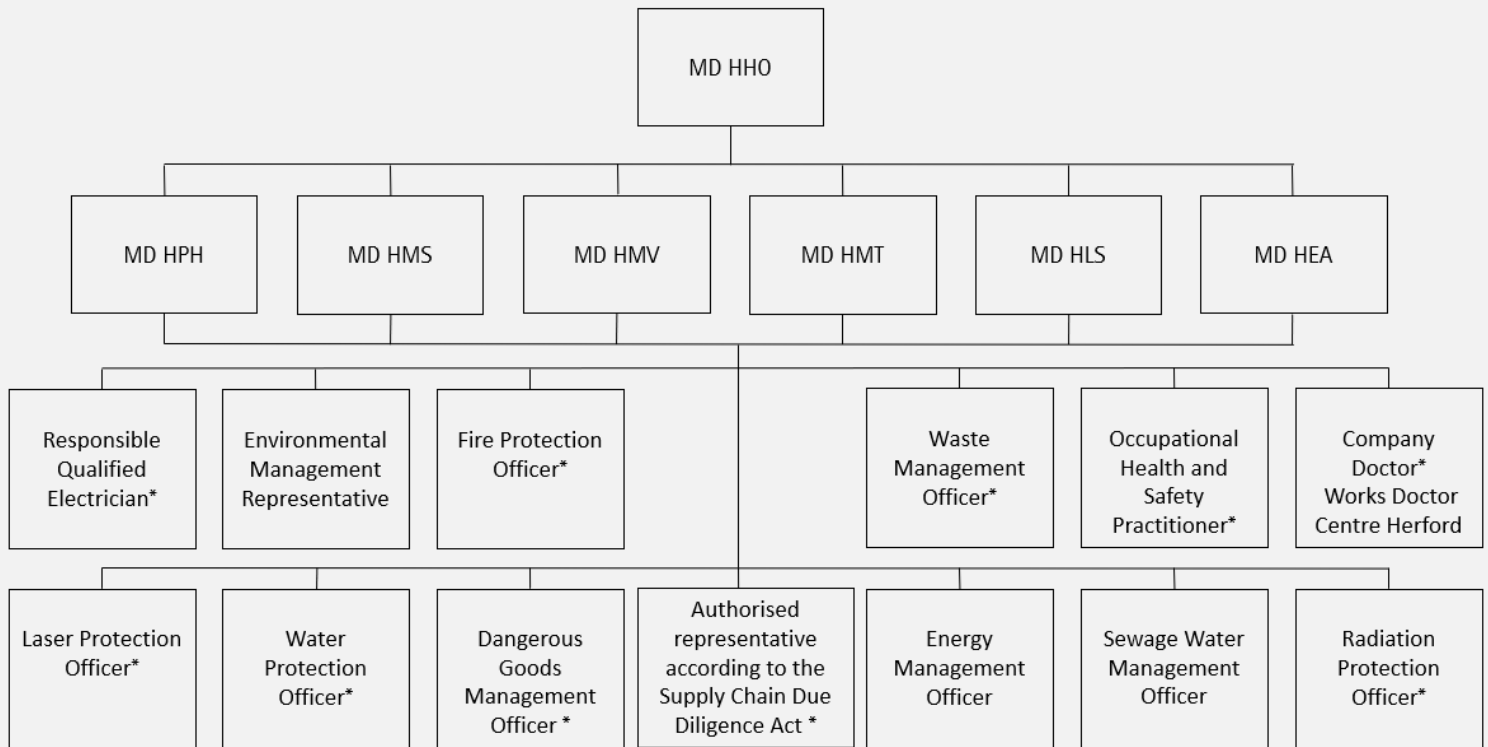 MD HHO
MD HPH
MD HMS
MD HMV
MD HMT
MD HLS
MD HEA
Responsible
Qualified
Electrician*
Environmental
Management
Representative
Fire Protection
Officer*
Waste
Management
Officer*
Occupational
Health and
Safety
Practitioner*
Company
Doctor*
Works Doctor
Centre Herford
Laser Protection
Officer*
Water
Protection
Officer*
Dangerous
Goods
Management
Officer *
Authorised
representative
according to the
Supply Chain Due
Diligence Act *
Energy
Management
Officer
Sewage Water
Management
Officer
Radiation
Protection
Officer*